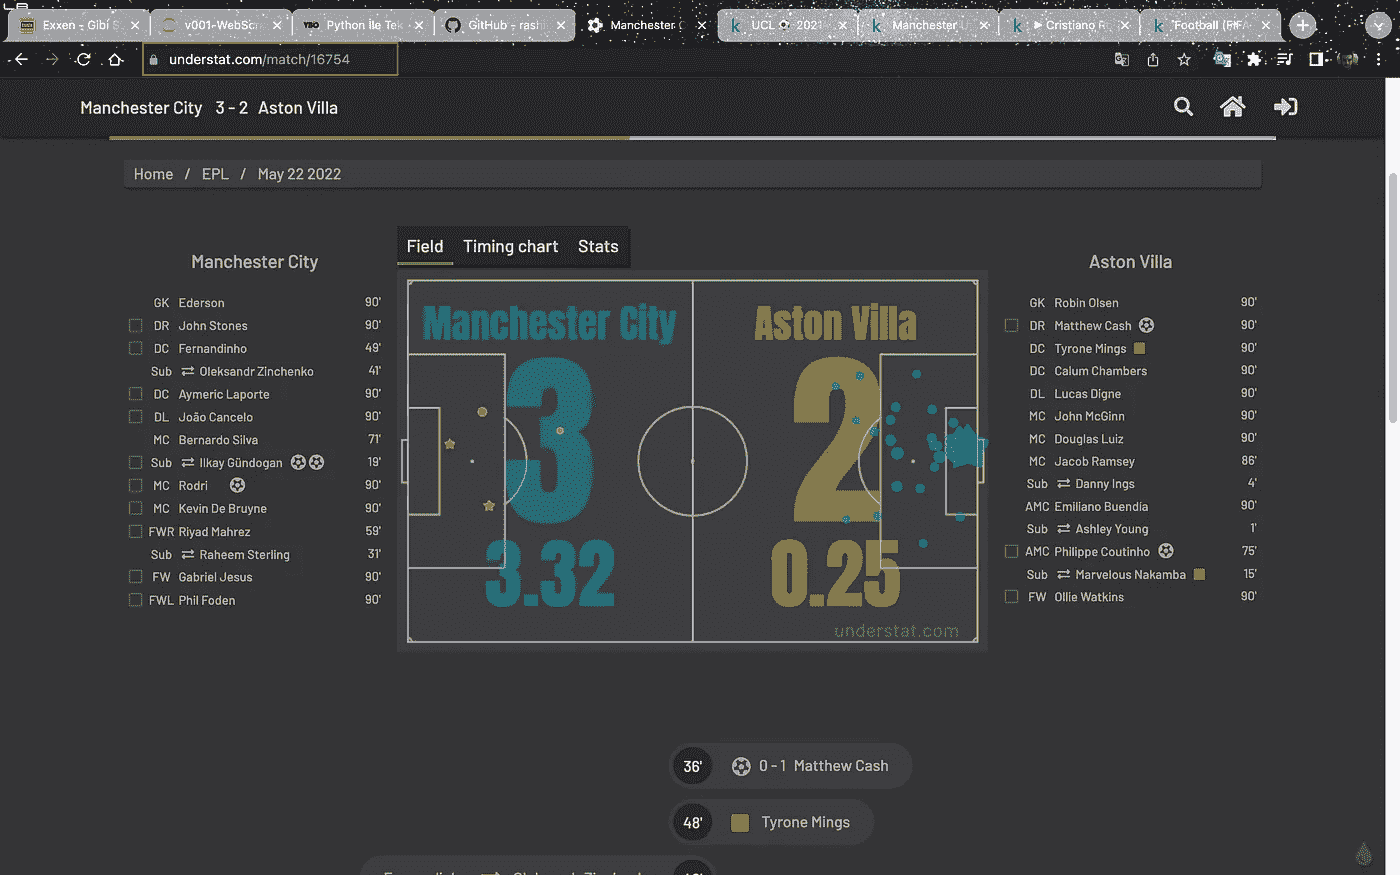 Exxen - Gibi S
v001-WebScr
YBO Python ile Tek
GitHub - rash
Manchester C
k UCL ⚽ 2021
k Manchester U
k ▶ Cristiano R
k Football (FIFA
understat.com/match/16754
Manchester City 3 - 2 Aston Villa
Home / EPL / May 22 2022
Field Timing chart Stats
Manchester City
GK Ederson 90'
DR John Stones 90'
DC Fernandinho 49'
Sub Oleksandr Zinchenko 41'
DC Aymeric Laporte 90'
DL João Cancelo 90'
MC Bernardo Silva 71'
Sub Ilkay Gündogan 19'
MC Rodri 90'
MC Kevin De Bruyne 90'
FWR Riyad Mahrez 59'
Sub Raheem Sterling 31'
FW Gabriel Jesus 90'
FWL Phil Foden 90'
Manchester City Aston Villa
3 2
3.32 0.25
understat.com
Aston Villa
GK Robin Olsen 90'
DR Matthew Cash 90'
DC Tyrone Mings 90'
DC Calum Chambers 90'
DL Lucas Digne 90'
MC John McGinn 90'
MC Douglas Luiz 90'
MC Jacob Ramsey 86'
Sub Danny Ings 4'
AMC Emiliano Buendía 90'
Sub Ashley Young 1'
AMC Philippe Coutinho 75'
Sub Marvelous Nakamba 15'
FW Ollie Watkins 90'
36' 0 - 1 Matthew Cash
48' Tyrone Mings